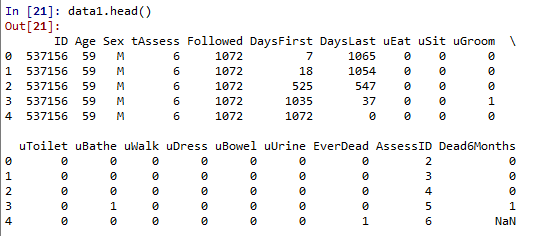 In [21]: data1.head()
Out[21]:
ID Age Sex tAssess Followed DaysFirst DaysLast uEat uSit uGroom \
0 537156 59 M 6 1072 7 1065 0 0 0
1 537156 59 M 6 1072 18 1054 0 0 0
2 537156 59 M 6 1072 525 547 0 0 0
3 537156 59 M 6 1072 1035 37 0 0 1
4 537156 59 M 6 1072 1072 0 0 0 0
uToilet uBathe uWalk uDress uBowel uUrine EverDead AssessID Dead6Months
0 0 0 0 0 0 0 0 2 0
1 0 0 0 0 0 0 0 3 0
2 0 0 0 0 0 0 0 4 0
3 0 1 0 0 0 0 0 5 1
4 0 0 0 0 0 0 1 6 NaN